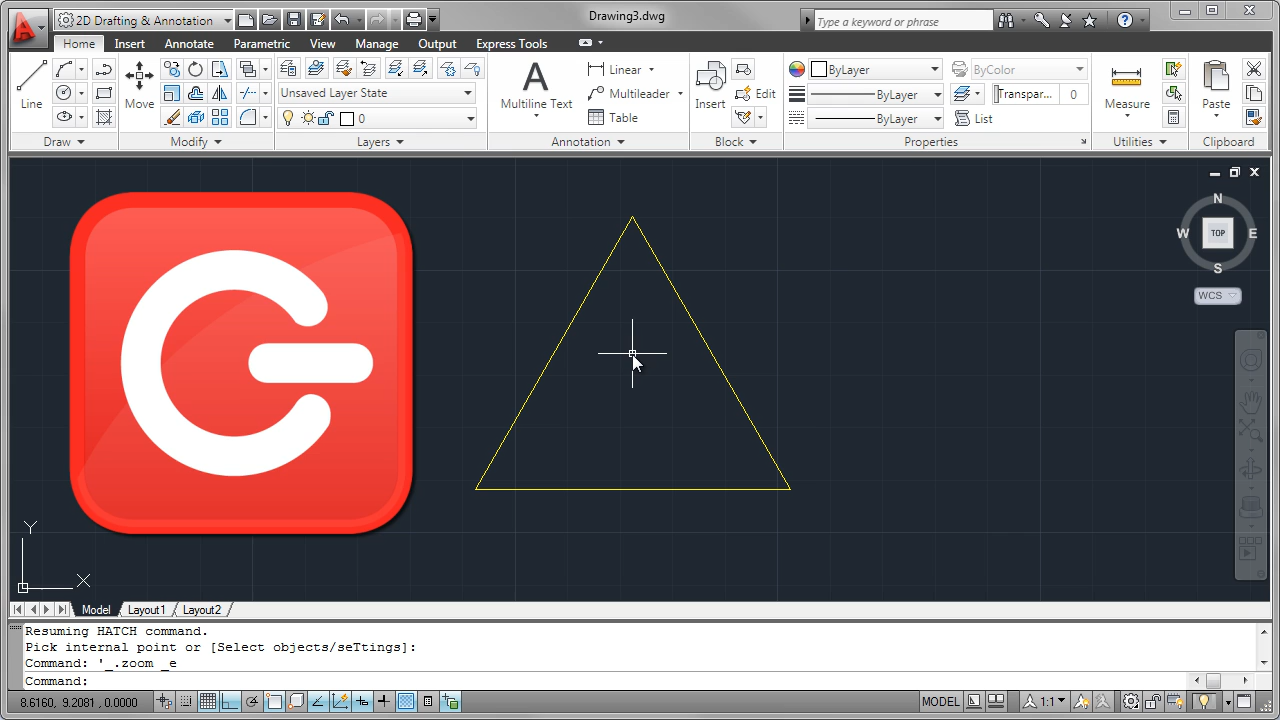 2D Drafting & Annotation
Drawing3.dwg
Type a keyword or phrase
Home Insert Annotate Parametric View Manage Output Express Tools
Line
Move
Unsaved Layer State
0
Multiline Text
Linear
Multileader
Table
Insert
Edit
ByLayer
ByLayer
ByLayer
ByColor
Transpar... 0
List
Measure
Paste
Draw Modify Layers Annotation Block Properties Utilities Clipboard
N
W TOP E
S
WCS
Y
X
Model Layout1 Layout2
Resuming HATCH command.
Pick internal point or [Select objects/seTtings]:
Command: '_.zoom _e
Command:
8.6160, 9.2081, 0.0000
MODEL
1:1